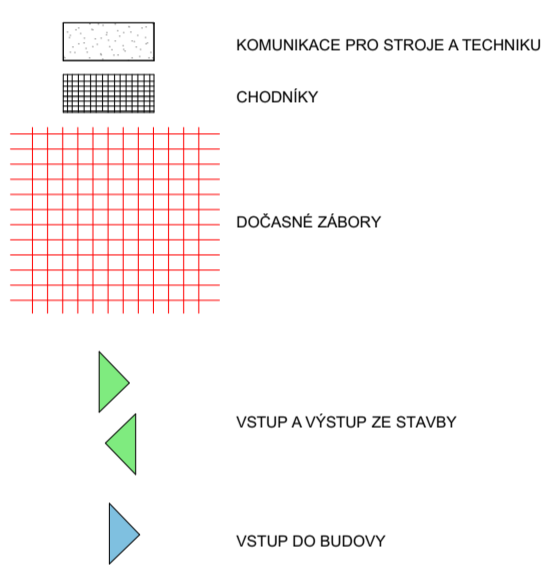 KOMUNIKACE PRO STROJE A TECHNIKU
CHODNÍKY
DOČASNÉ ZÁBORY
VSTUP A VÝSTUP ZE STAVBY
VSTUP DO BUDOVY